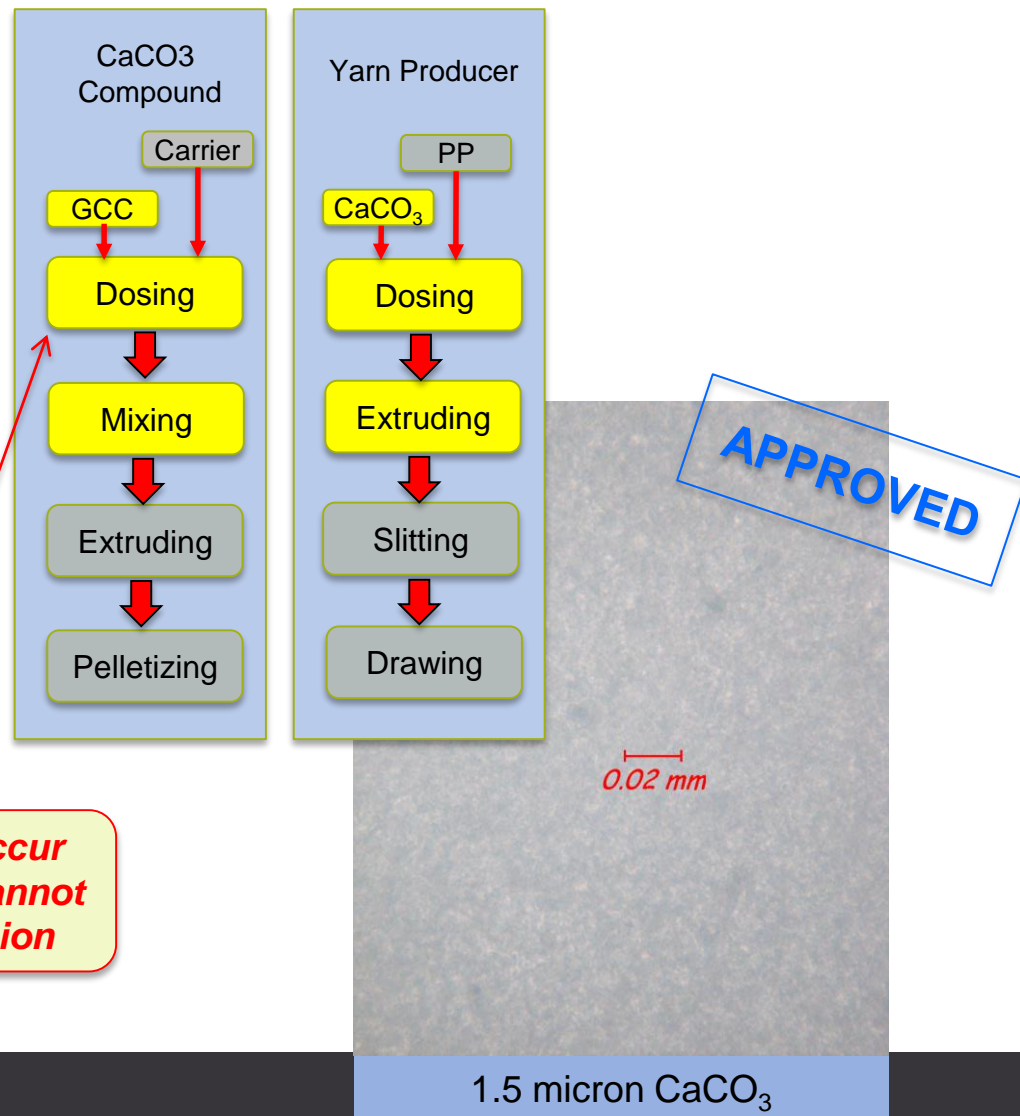 CaCO3
Compound
Carrier
GCC
Dosing
Mixing
Extruding
Pelletizing
Yarn Producer
PP
CaCO₃
Dosing
Extruding
Slitting
Drawing
APPROVED
0.02 mm
ccur
annot
ion
1.5 micron CaCO₃